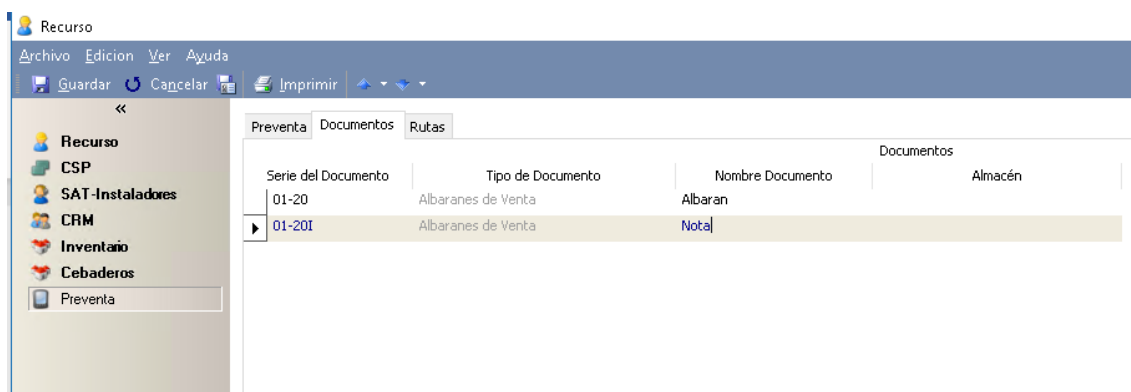 Recurso
Archivo Edicion Ver Ayuda
Guardar Cancelar Imprimir
«
Recurso
CSP
SAT-Instaladores
CRM
Inventario
Cebaderos
Preventa
Preventa Documentos Rutas
Documentos
Serie del Documento Tipo de Documento Nombre Documento Almacén
01-20 Albaranes de Venta Albaran
01-20I Albaranes de Venta Nota